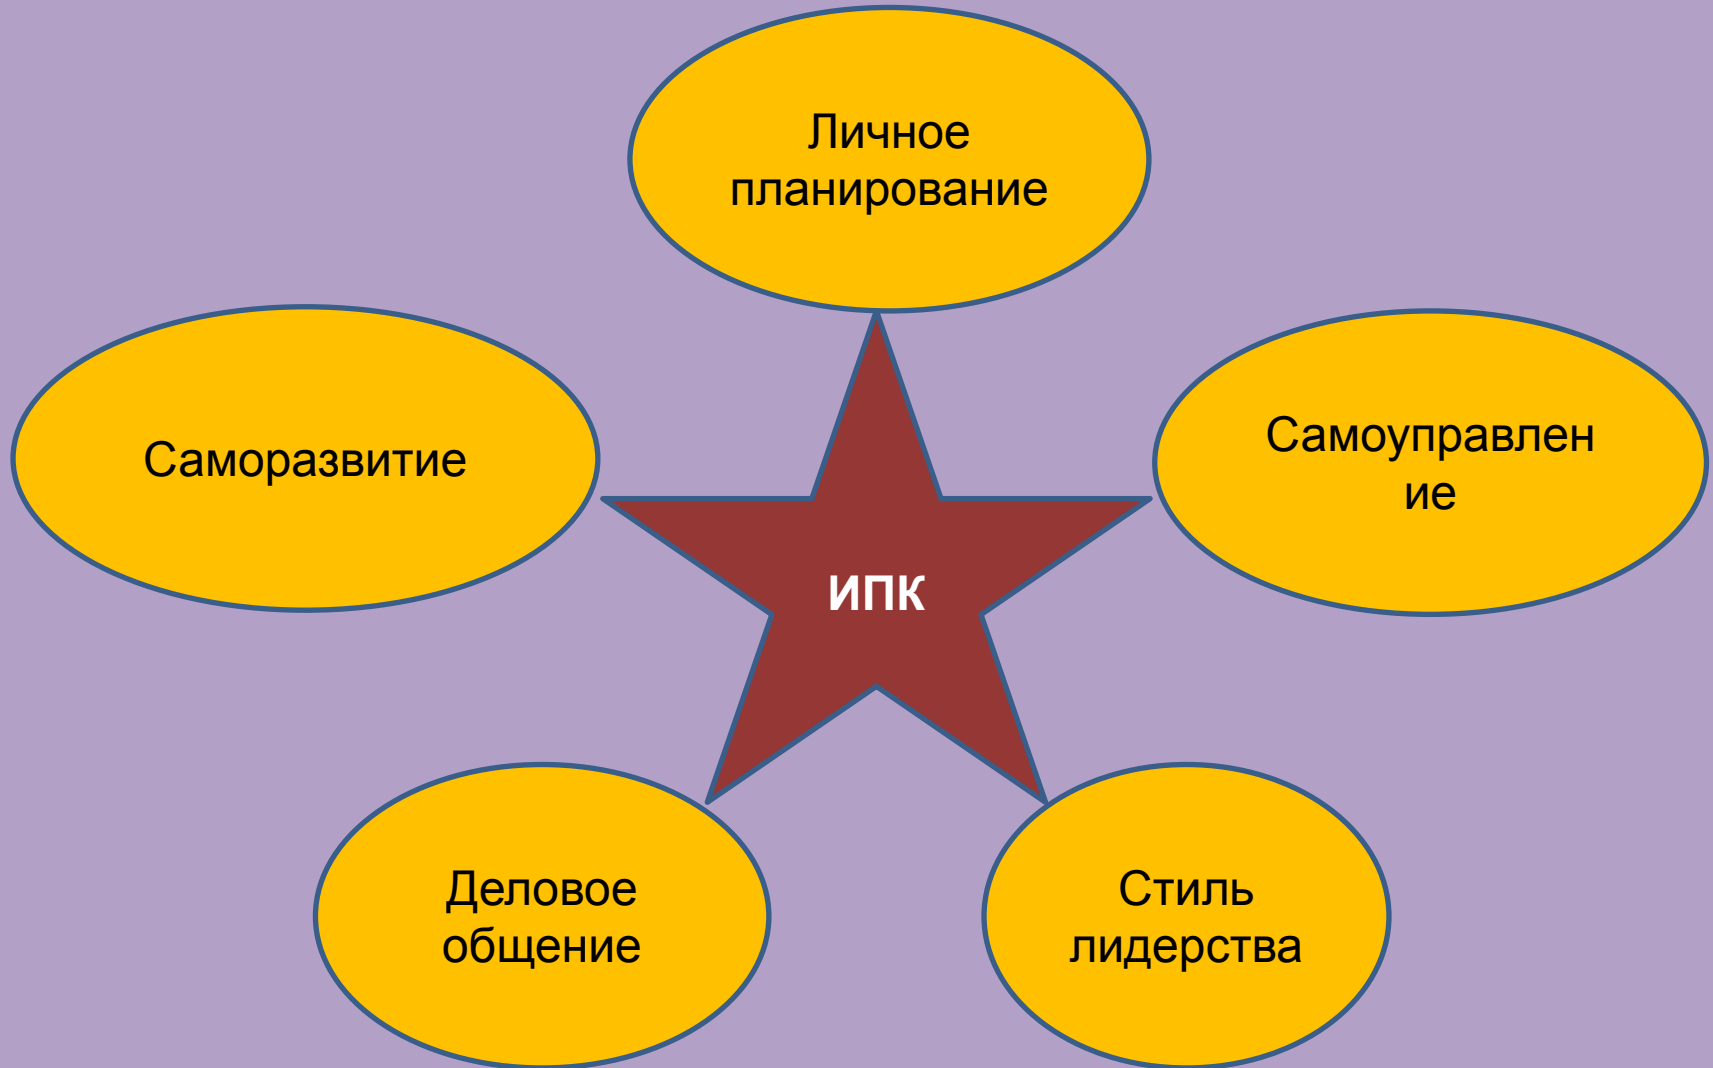 Личное
планирование
Саморазвитие
Самоуправлен
ие
ИПК
Деловое
общение
Стиль
лидерства